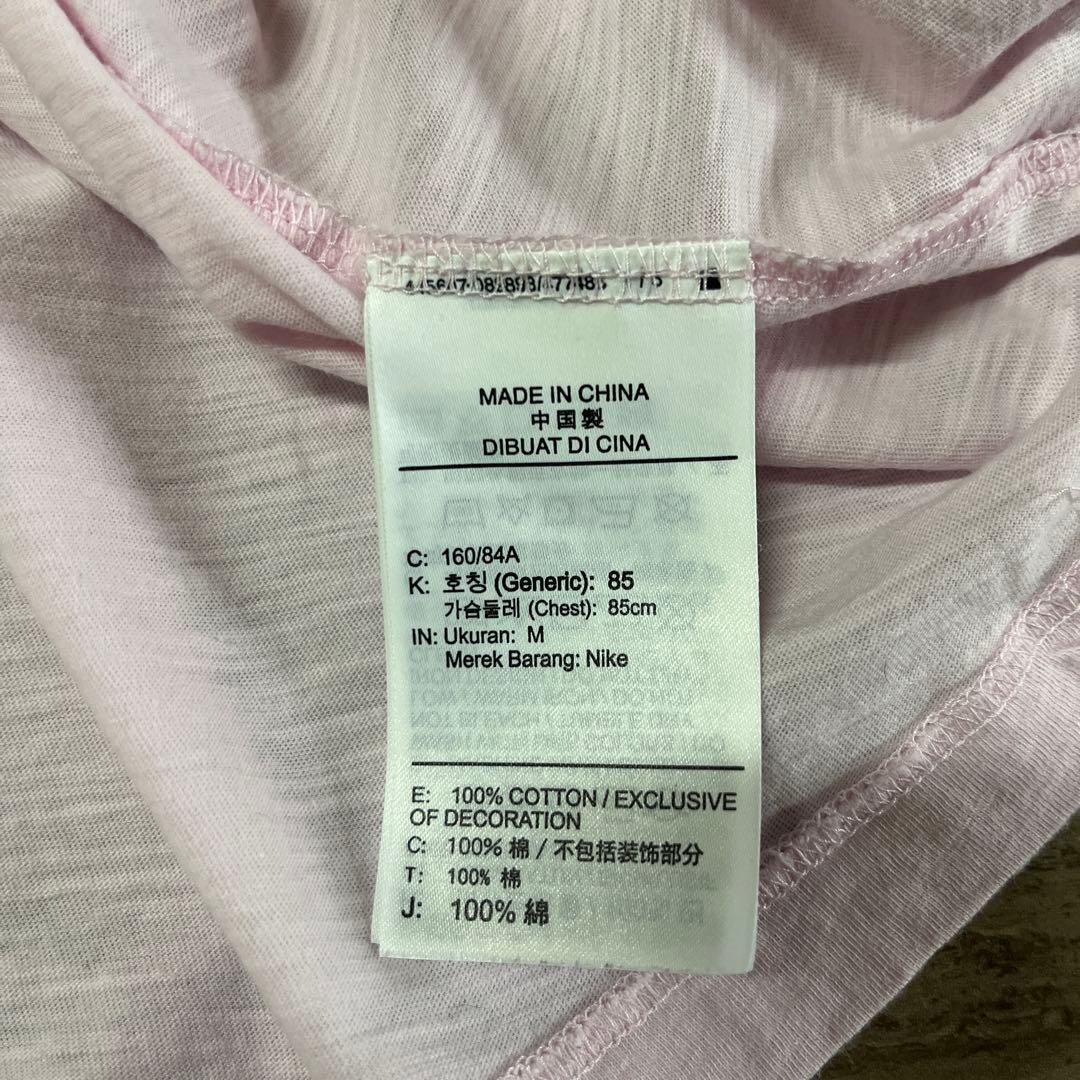 MADE IN CHINA
中国製
DIBUAT DI CINA
C: 160/84A
K: 호칭 (Generic): 85
가슴둘레 (Chest): 85cm
IN: Ukuran: M
Merek Barang: Nike
E: 100% COTTON / EXCLUSIVE
OF DECORATION
C: 100% 棉 / 不包括装饰部分
T: 100% 棉
J: 100% 綿